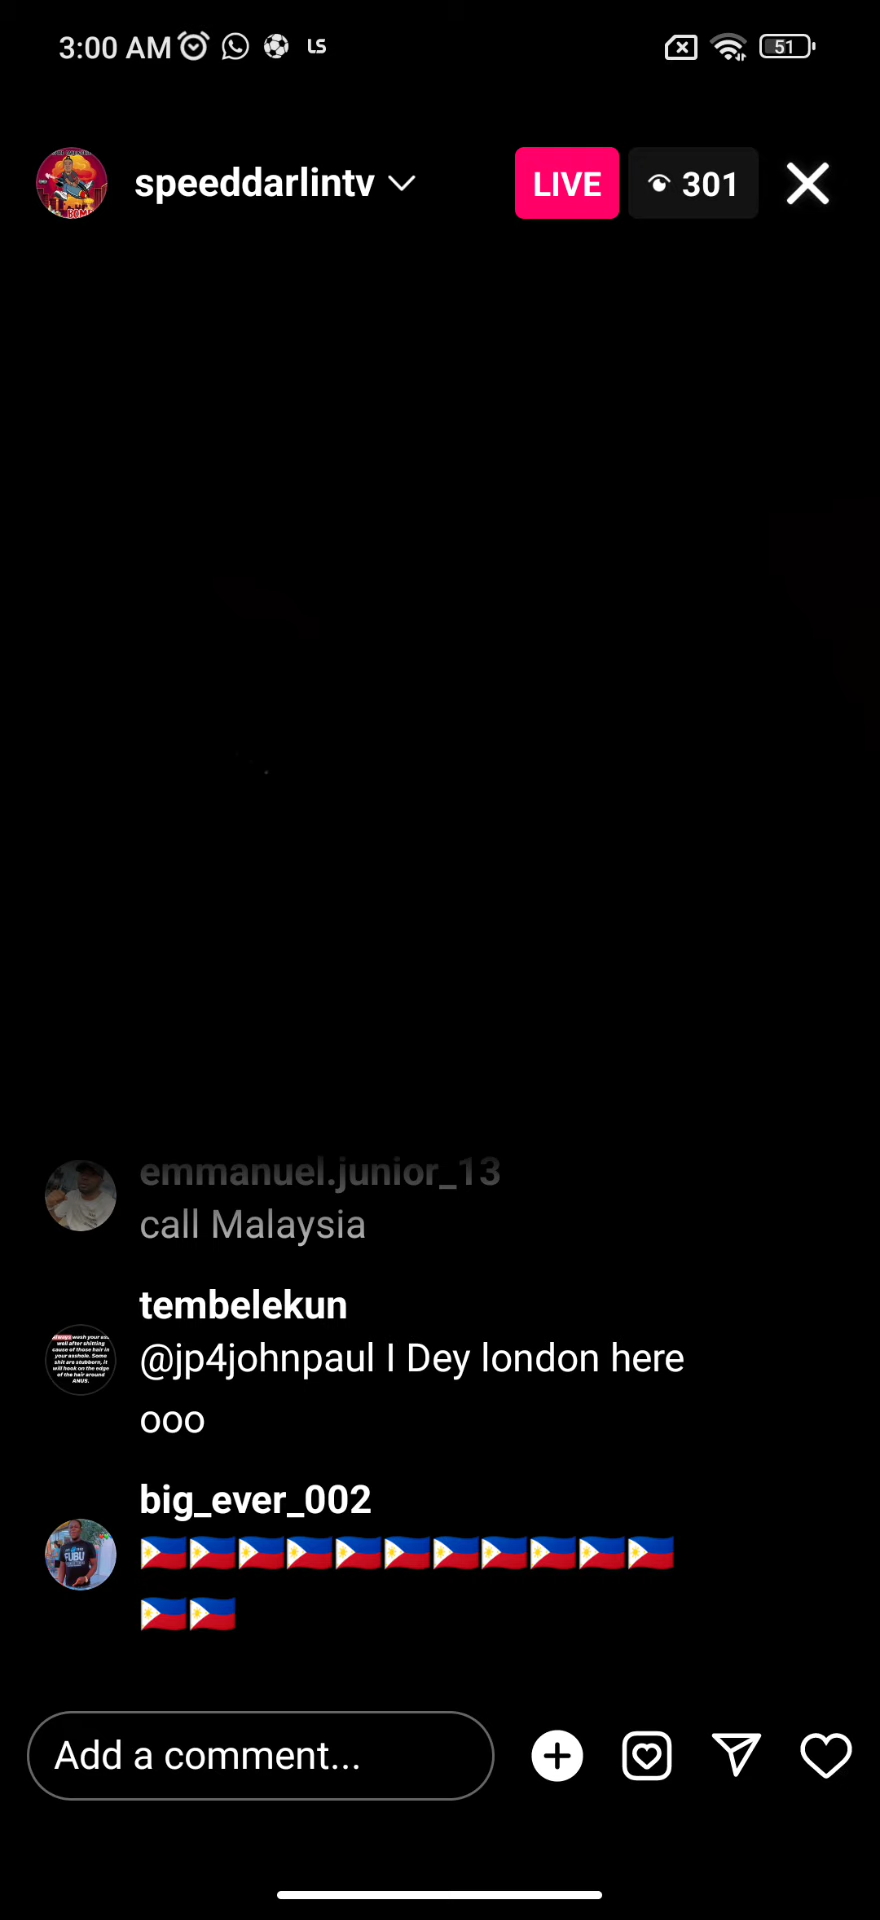 3:00 AM
LS
51
speeddarlintv
LIVE
301
emmanuel.junior_13
call Malaysia
tembelekun
@jp4johnpaul I Dey london here
ooo
big_ever_002
🇵🇭🇵🇭🇵🇭🇵🇭🇵🇭🇵🇭🇵🇭🇵🇭🇵🇭🇵🇭🇵🇭
🇵🇭🇵🇭
Add a comment...